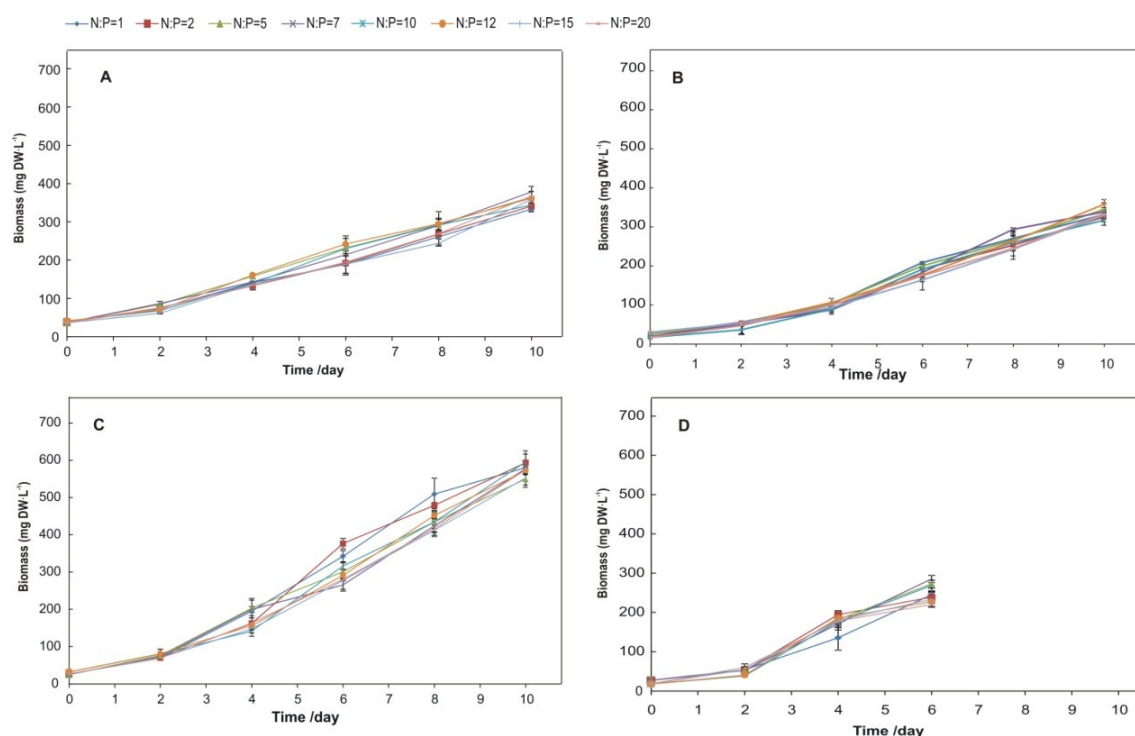 N:P=1 N:P=2 N:P=5 N:P=7 N:P=10 N:P=12 N:P=15 N:P=20
A
Biomass (mg DW·L⁻¹)
700
600
500
400
300
200
100
0
0 1 2 3 4 5 6 7 8 9 10
Time /day
B
Biomass (mg DW·L⁻¹)
700
600
500
400
300
200
100
0
0 1 2 3 4 5 6 7 8 9 10
Time /day
C
Biomass (mg DW·L⁻¹)
700
600
500
400
300
200
100
0
0 1 2 3 4 5 6 7 8 9 10
Time /day
D
Biomass (mg DW·L⁻¹)
700
600
500
400
300
200
100
0
0 1 2 3 4 5 6 7 8 9 10
Time /day